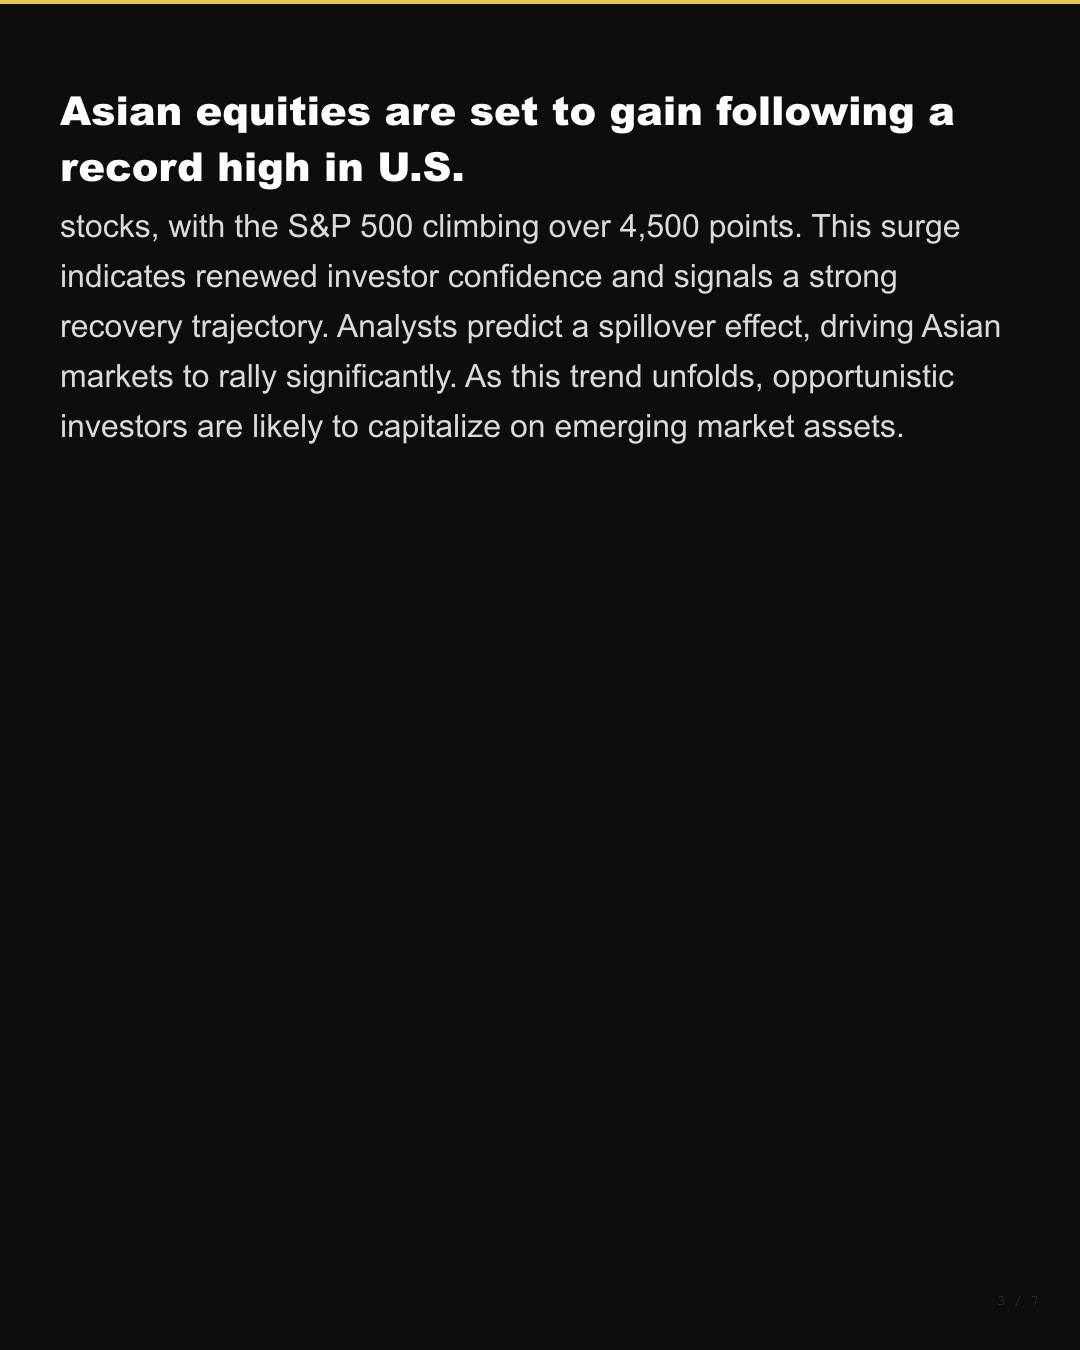 Asian equities are set to gain following a
record high in U.S.
stocks, with the S&P 500 climbing over 4,500 points. This surge
indicates renewed investor confidence and signals a strong
recovery trajectory. Analysts predict a spillover effect, driving Asian
markets to rally significantly. As this trend unfolds, opportunistic
investors are likely to capitalize on emerging market assets.
3 / 7